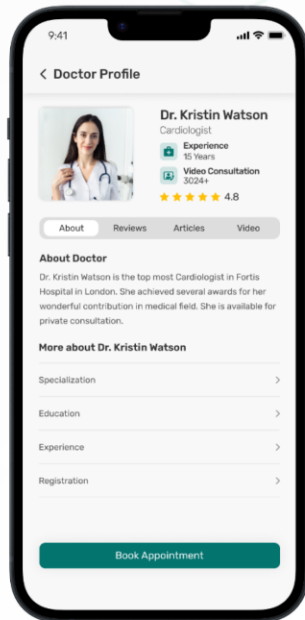 9:41
Doctor Profile
Dr. Kristin Watson
Cardiologist
Experience
15 Years
Video Consultation
3024+
4.8
About Reviews Articles Video
About Doctor
Dr. Kristin Watson is the top most Cardiologist in Fortis
Hospital in London. She achieved several awards for her
wonderful contribution in medical field. She is available for
private consultation.
More about Dr. Kristin Watson
Specialization
Education
Experience
Registration
Book Appointment